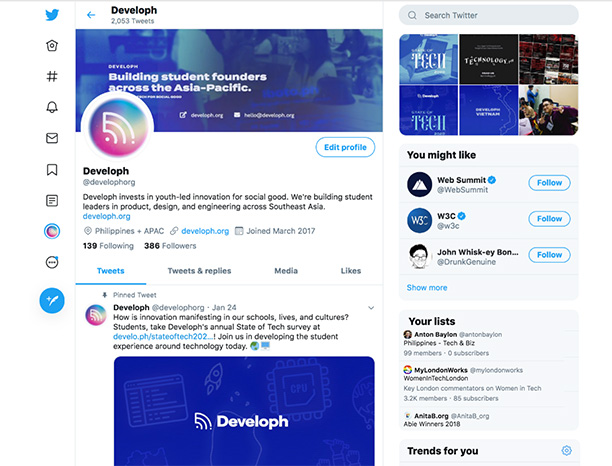 Developh
2,053 Tweets
DEVELOPH
Building student founders
across the Asia-Pacific.
TECH FOR SOCIAL GOOD
developh.org hello@developh.org
Edit profile
Developh
@develophorg
Developh invests in youth-led innovation for social good. We're building student
leaders in product, design, and engineering across Southeast Asia.
developh.org
Philippines + APAC developh.org Joined March 2017
139 Following 386 Followers
Tweets Tweets & replies Media Likes
Pinned Tweet
Developh @develophorg · Jan 24
How is innovation manifesting in our schools, lives, and cultures?
Students, take Developh's annual State of Tech survey at
develo.ph/stateoftech202...! Join us in developing the student
experience around technology today.
CPU
Developh
Search Twitter
STATE OF
TECH
TECHNOLOGY
STATE OF
TECH
Developh
DEVELOPH
VIETNAM
You might like
Web Summit
@WebSummit
Follow
W3C
W3C
@w3c
Follow
John Whisk-ey Bon...
@DrunkGenuine
Follow
Show more
Your lists
Anton Baylon @antonbaylon
Philippines - Tech & Biz
99 members · 0 subscribers
MyLondonWorks @mylondonworks
WomenInTechLondon
Key London commentators on Women in Tech
3.2K members · 85 subscribers
AnitaB.org @AnitaB_org
Abie Winners 2018
Trends for you